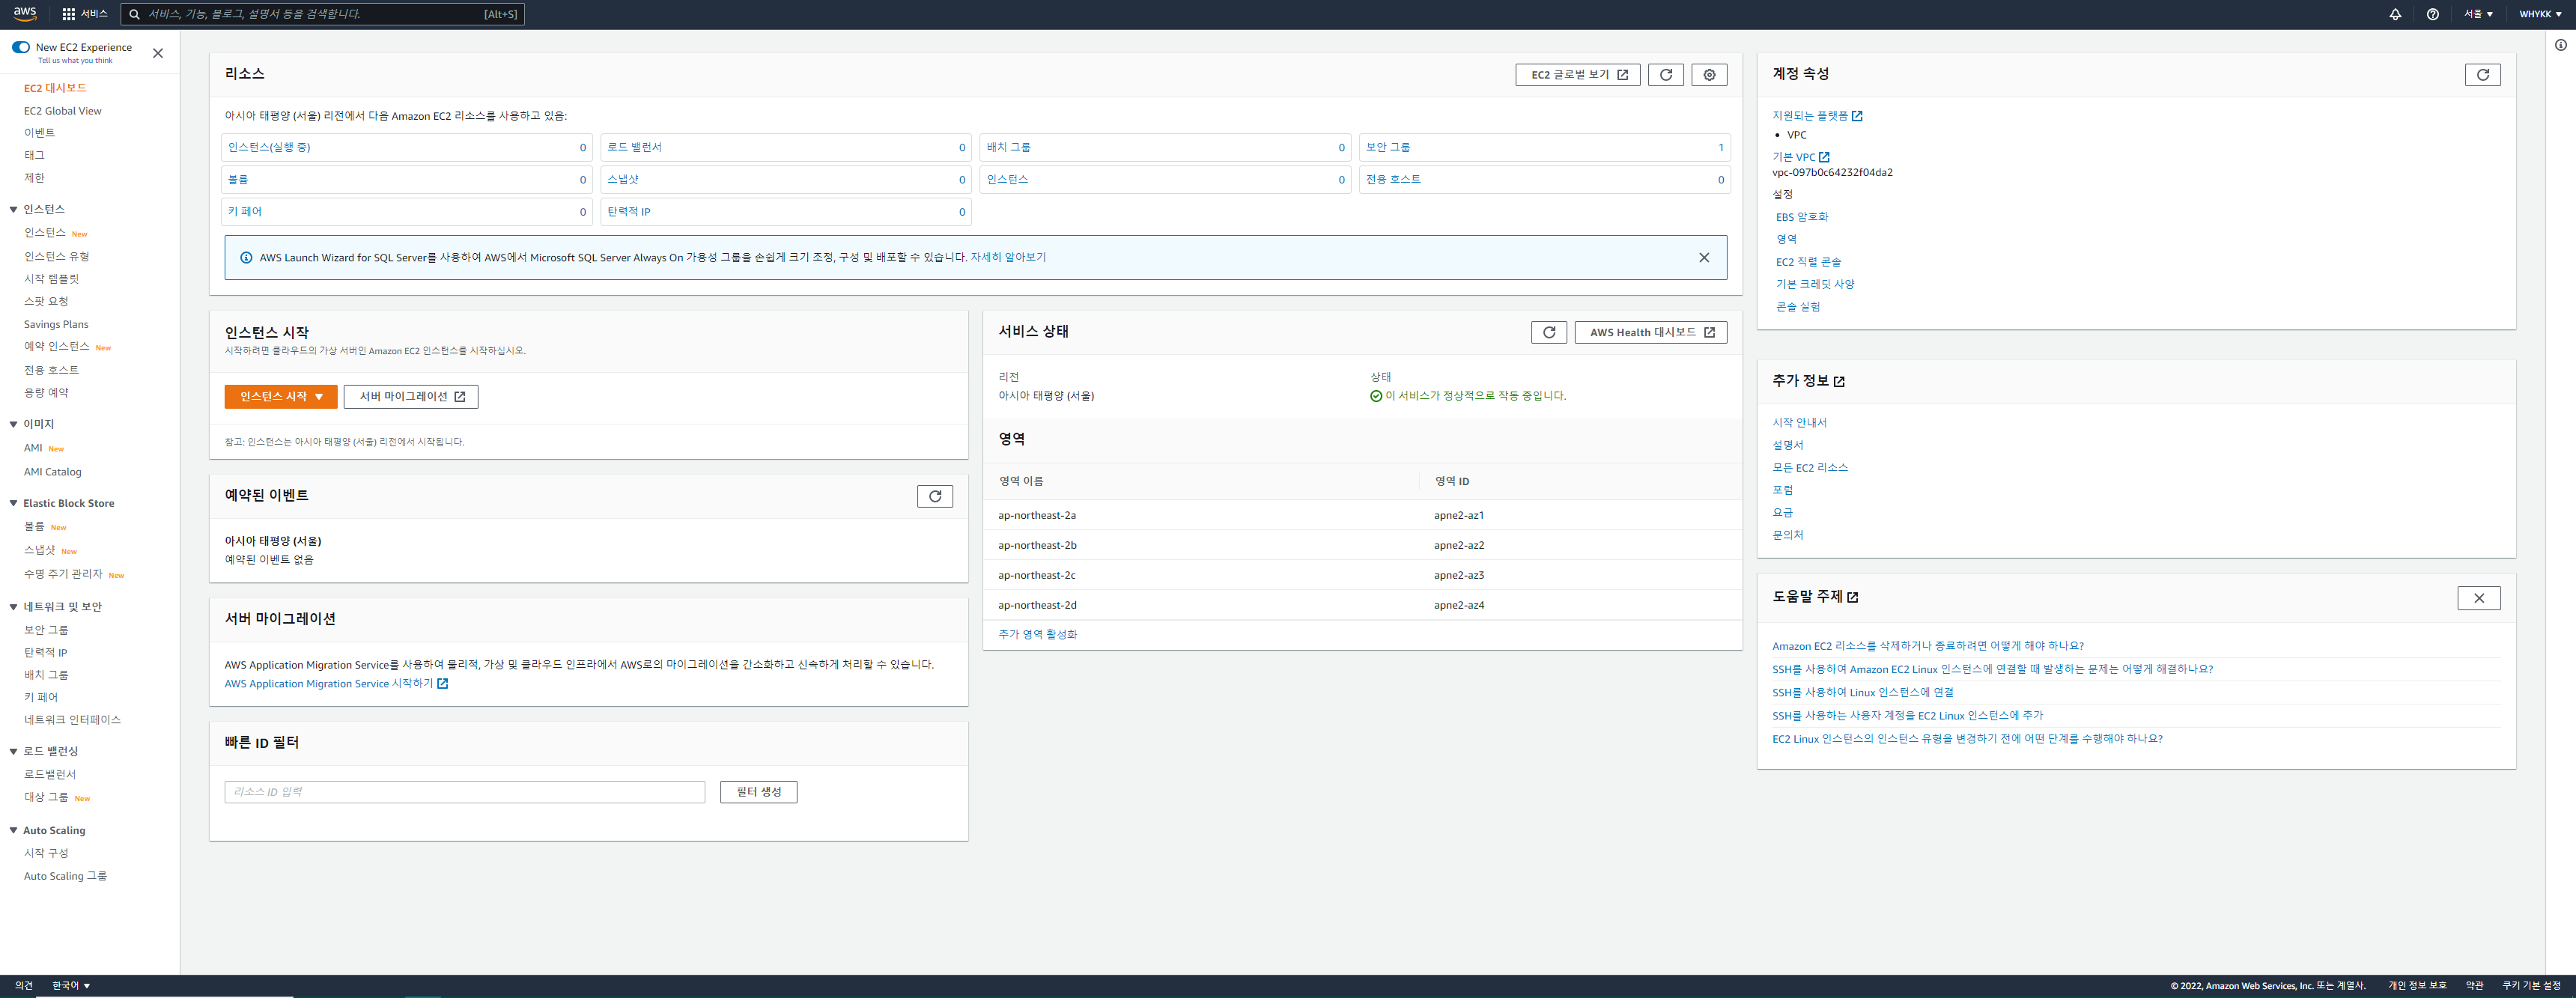 aws
서비스
서비스, 기능, 블로그, 설명서 등을 검색합니다.
[Alt+S]
서울 ▼
WHYKK ▼
New EC2 Experience
Tell us what you think
EC2 대시보드
EC2 Global View
이벤트
태그
제한
인스턴스
인스턴스 New
인스턴스 유형
시작 템플릿
스팟 요청
Savings Plans
예약 인스턴스 New
전용 호스트
용량 예약
이미지
AMI New
AMI Catalog
Elastic Block Store
볼륨 New
스냅샷 New
수명 주기 관리자 New
네트워크 및 보안
보안 그룹
탄력적 IP
배치 그룹
키 페어
네트워크 인터페이스
로드 밸런싱
로드밸런서
대상 그룹 New
Auto Scaling
시작 구성
Auto Scaling 그룹
리소스
EC2 글로벌 보기
아시아 태평양 (서울) 리전에서 다음 Amazon EC2 리소스를 사용하고 있음:
인스턴스(실행 중) 0
로드 밸런서 0
배치 그룹 0
보안 그룹 1
볼륨 0
스냅샷 0
인스턴스 0
전용 호스트 0
키 페어 0
탄력적 IP 0
AWS Launch Wizard for SQL Server를 사용하여 AWS에서 Microsoft SQL Server Always On 가용성 그룹을 손쉽게 크기 조정, 구성 및 배포할 수 있습니다. 자세히 알아보기
인스턴스 시작
시작하려면 클라우드의 가상 서버인 Amazon EC2 인스턴스를 시작하십시오.
인스턴스 시작 ▼
서버 마이그레이션
참고: 인스턴스는 아시아 태평양 (서울) 리전에서 시작됩니다.
예약된 이벤트
아시아 태평양 (서울)
예약된 이벤트 없음
서버 마이그레이션
AWS Application Migration Service를 사용하여 물리적, 가상 및 클라우드 인프라에서 AWS로의 마이그레이션을 간소화하고 신속하게 처리할 수 있습니다.
AWS Application Migration Service 시작하기
빠른 ID 필터
리소스 ID 입력
필터 생성
서비스 상태
AWS Health 대시보드
리전
상태
아시아 태평양 (서울)
이 서비스가 정상적으로 작동 중입니다.
영역
영역 이름
영역 ID
ap-northeast-2a
apne2-az1
ap-northeast-2b
apne2-az2
ap-northeast-2c
apne2-az3
ap-northeast-2d
apne2-az4
추가 영역 활성화
계정 속성
지원되는 플랫폼
• VPC
기본 VPC
vpc-097b0c64232f04da2
설정
EBS 암호화
영역
EC2 직렬 콘솔
기본 크레딧 사양
콘솔 실험
추가 정보
시작 안내서
설명서
모든 EC2 리소스
포럼
요금
문의처
도움말 주제
Amazon EC2 리소스를 삭제하거나 종료하려면 어떻게 해야 하나요?
SSH를 사용하여 Amazon EC2 Linux 인스턴스에 연결할 때 발생하는 문제는 어떻게 해결하나요?
SSH를 사용하여 Linux 인스턴스에 연결
SSH를 사용하는 사용자 계정을 EC2 Linux 인스턴스에 추가
EC2 Linux 인스턴스의 인스턴스 유형을 변경하기 전에 어떤 단계를 수행해야 하나요?
의견
한국어 ▼
© 2022, Amazon Web Services, Inc. 또는 계열사.
개인 정보 보호
약관
쿠키 기본 설정